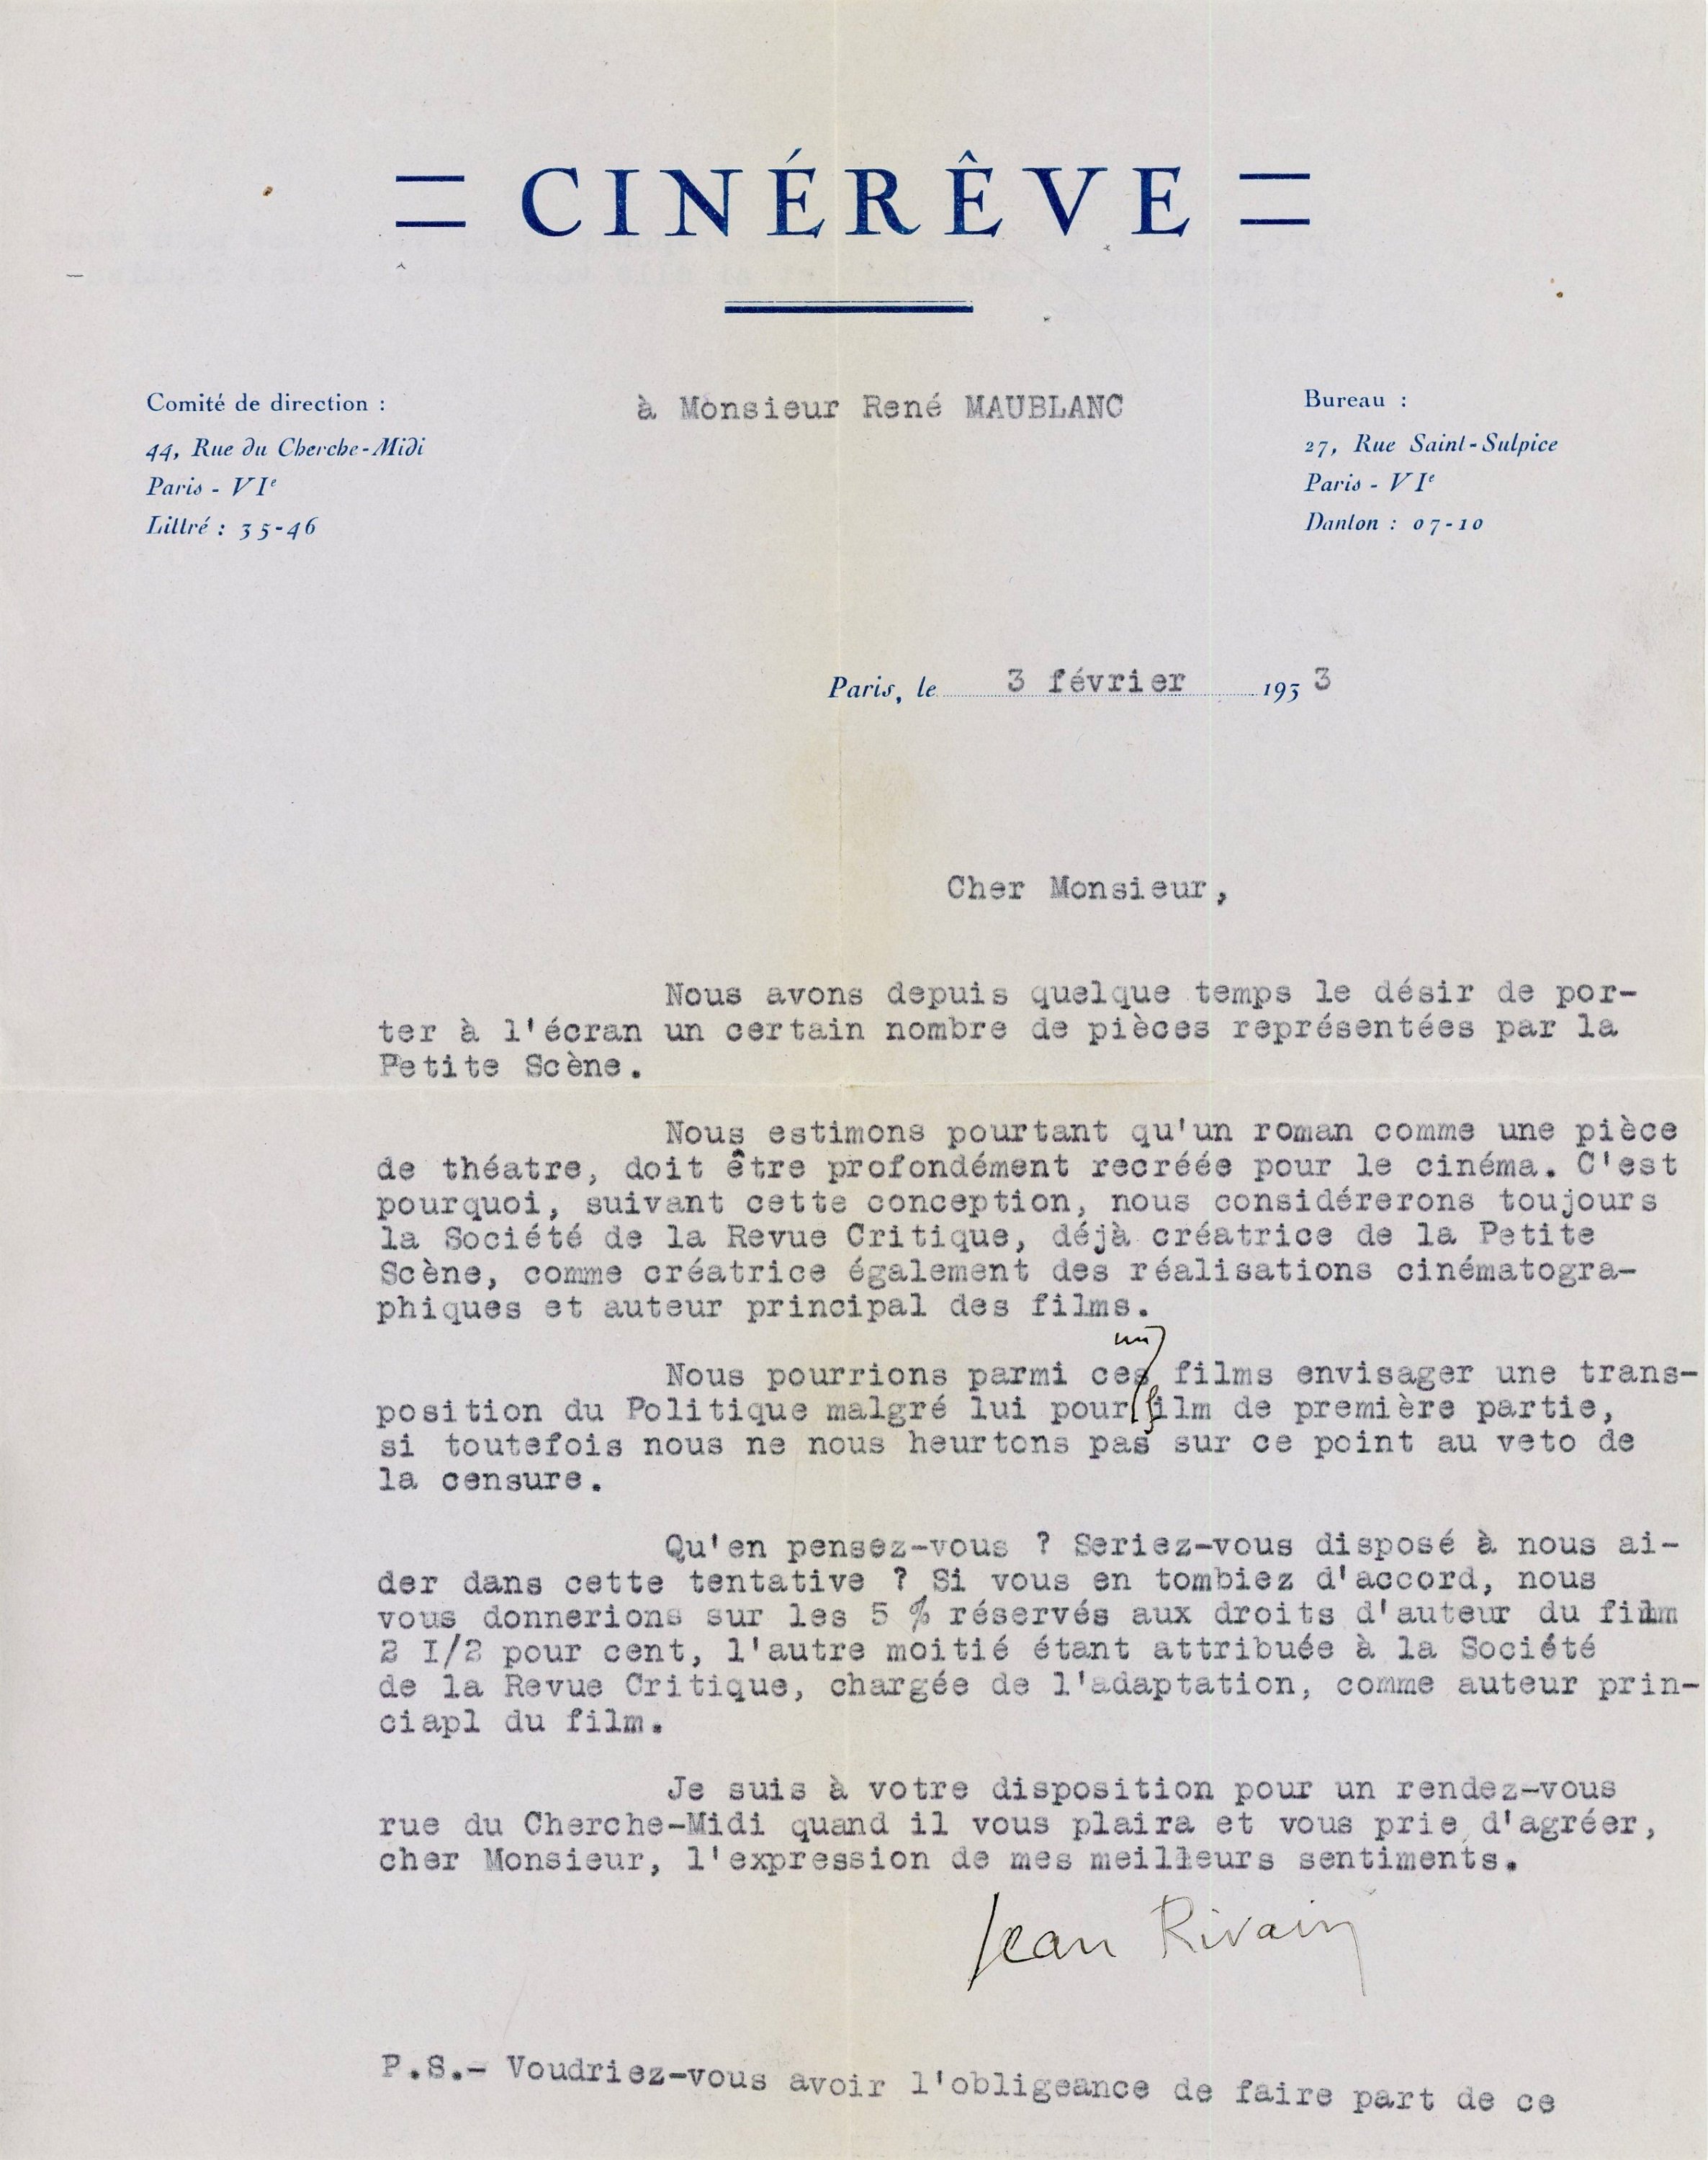 = CINÉRÊVE =
Comité de direction :
44, Rue du Cherche-Midi
Paris - VIe
Littré : 35-46
à Monsieur René MAUBLANC
Bureau :
27, Rue Saint-Sulpice
Paris - VIe
Danton : 07-10
Paris, le 3 février 1933
Cher Monsieur,
Nous avons depuis quelque temps le désir de por-
ter à l'écran un certain nombre de pièces représentées par la
Petite Scène.
Nous estimons pourtant qu'un roman comme une pièce
de théatre, doit être profondément recréée pour le cinéma. C'est
pourquoi, suivant cette conception, nous considérerons toujours
la Société de la Revue Critique, déjà créatrice de la Petite
Scène, comme créatrice également des réalisations cinématogra-
phiques et auteur principal des films.
un
Nous pourrions parmi ces films envisager une trans-
position du Politique malgré lui pour film de première partie,
si toutefois nous ne nous heurtons pas sur ce point au veto de
la censure.
Qu'en pensez-vous ? Seriez-vous disposé à nous ai-
der dans cette tentative ? Si vous en tombiez d'accord, nous
vous donnerions sur les 5 % réservés aux droits d'auteur du film
2 I/2 pour cent, l'autre moitié étant attribuée à la Société
de la Revue Critique, chargée de l'adaptation, comme auteur prin-
ciapl du film.
Je suis à votre disposition pour un rendez-vous
rue du Cherche-Midi quand il vous plaira et vous prie d'agréer,
cher Monsieur, l'expression de mes meilleurs sentiments.
Jean Rivain
P.S.- Voudriez-vous avoir l'obligeance de faire part de ce